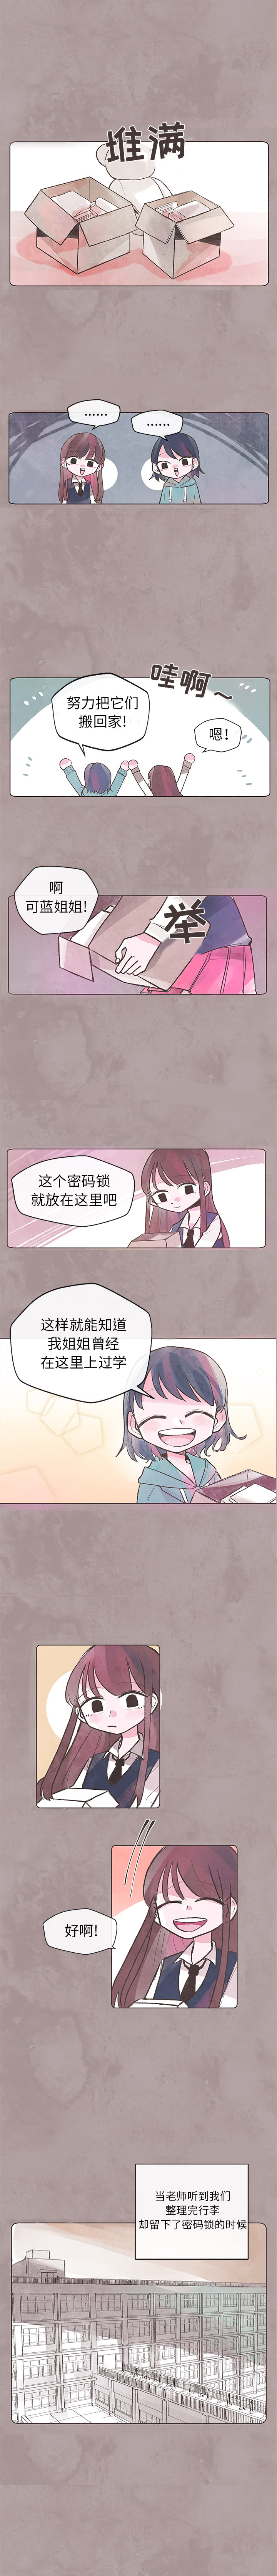 堆满
……
……
哇啊~
努力把它们
搬回家!
嗯!
啊
可蓝姐姐!
举
这个密码锁
就放在这里吧
这样就能知道
我姐姐曾经
在这里上过学
好啊!
当老师听到我们
整理完行李
却留下了密码锁的时候